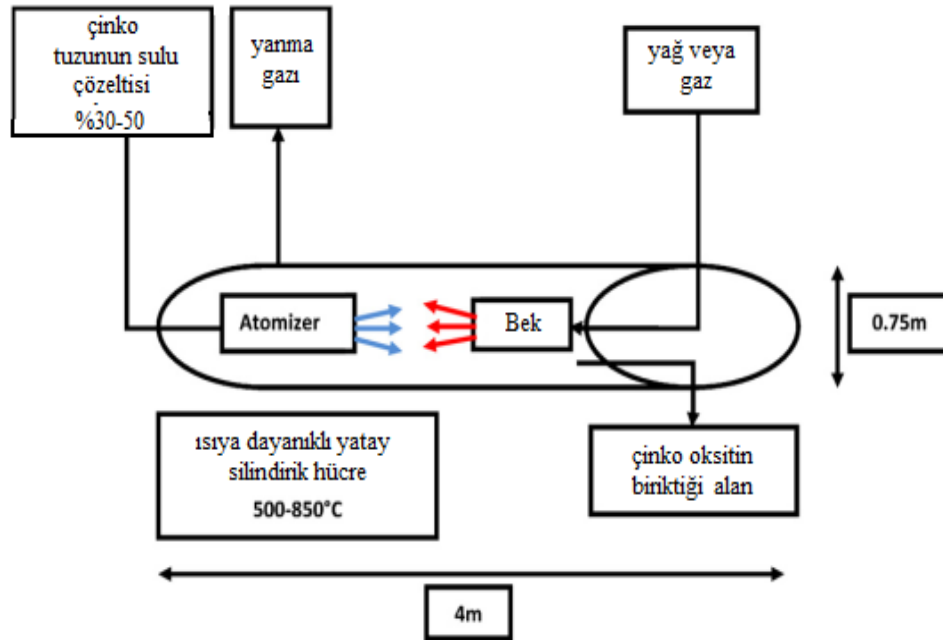 çinko
tuzunun sulu
çözeltisi
%30-50
yanma
gazı
yağ veya
gaz
Atomizer
Bek
0.75m
ısıya dayanıklı yatay
silindirik hücre
500-850°C
çinko oksitin
biriktiği alan
4m